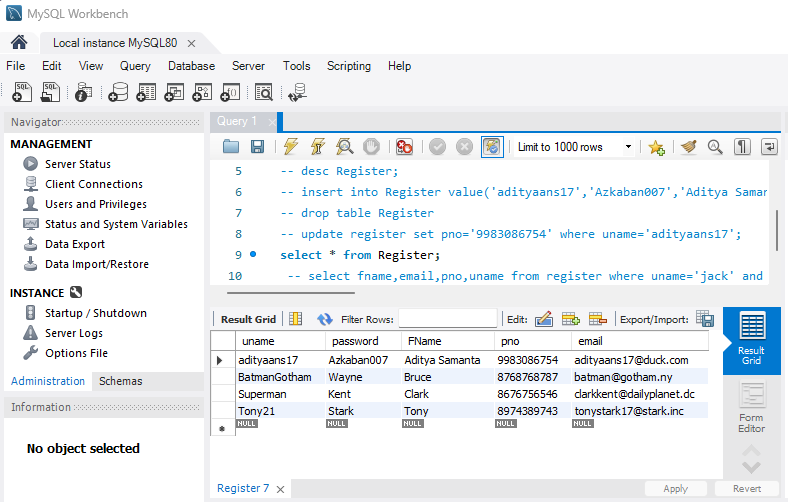 MySQL Workbench
Local instance MySQL80
File Edit View Query Database Server Tools Scripting Help
Navigator
MANAGEMENT
Server Status
Client Connections
Users and Privileges
Status and System Variables
Data Export
Data Import/Restore
INSTANCE
Startup / Shutdown
Server Logs
Options File
Administration Schemas
Information
No object selected
Query 1
Limit to 1000 rows
5 -- desc Register;
6 -- insert into Register value('adityaans17','Azkaban007','Aditya Saman
7 -- drop table Register
8 -- update register set pno='9983086754' where uname='adityaans17';
9 select * from Register;
10 -- select fname,email,pno,uname from register where uname='jack' and
Result Grid Filter Rows: Edit: Export/Import:
uname password FName pno email
adityaans17 Azkaban007 Aditya Samanta 9983086754 adityaans17@duck.com
BatmanGotham Wayne Bruce 8768768787 batman@gotham.ny
Superman Kent Clark 8676756546 clarkkent@dailyplanet.dc
Tony21 Stark Tony 8974389743 tonystark17@stark.inc
NULL NULL NULL NULL NULL
Result
Grid
Form
Editor
Register 7
Apply Revert